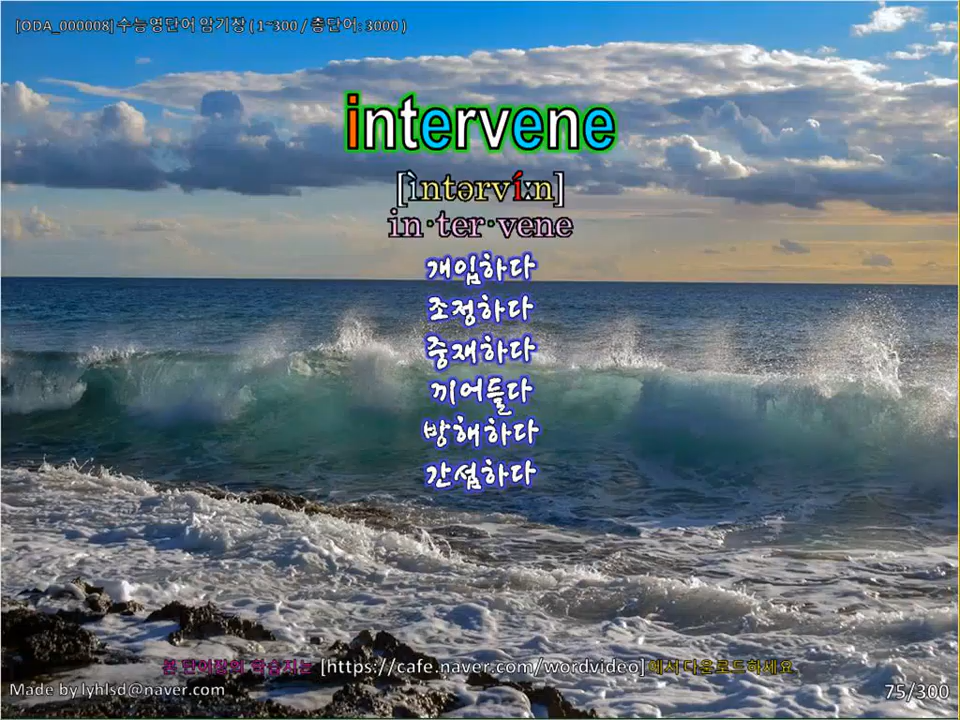 [ODA_000008] 수능영단어 암기장 ( 1~300 / 총단어: 3000 )
intervene
[ìntərvíːn]
in·ter·vene
개입하다
조정하다
중재하다
끼어들다
방해하다
간섭하다
본 단어장의 학습지는 [https://cafe.naver.com/wordvideo]에서 다운로드하세요
Made by lyhlsd@naver.com
75/300